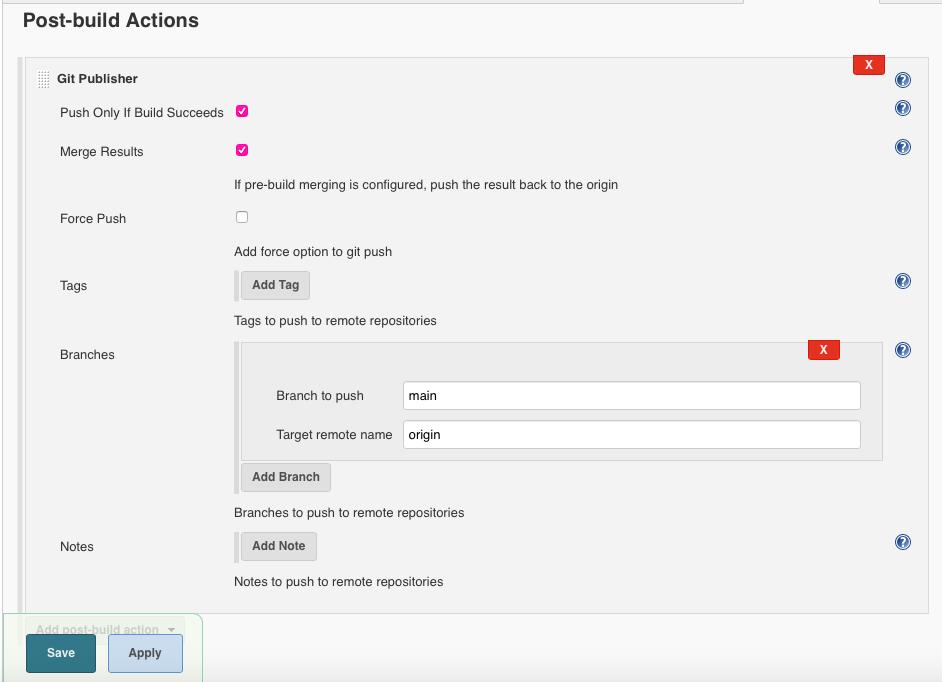 Post-build Actions
X
Git Publisher
?
Push Only If Build Succeeds
?
Merge Results
?
If pre-build merging is configured, push the result back to the origin
Force Push
Add force option to git push
Tags
Add Tag
?
Tags to push to remote repositories
Branches
X
?
Branch to push
main
Target remote name
origin
Add Branch
Branches to push to remote repositories
Notes
Add Note
?
Notes to push to remote repositories
Add post-build action
Save
Apply